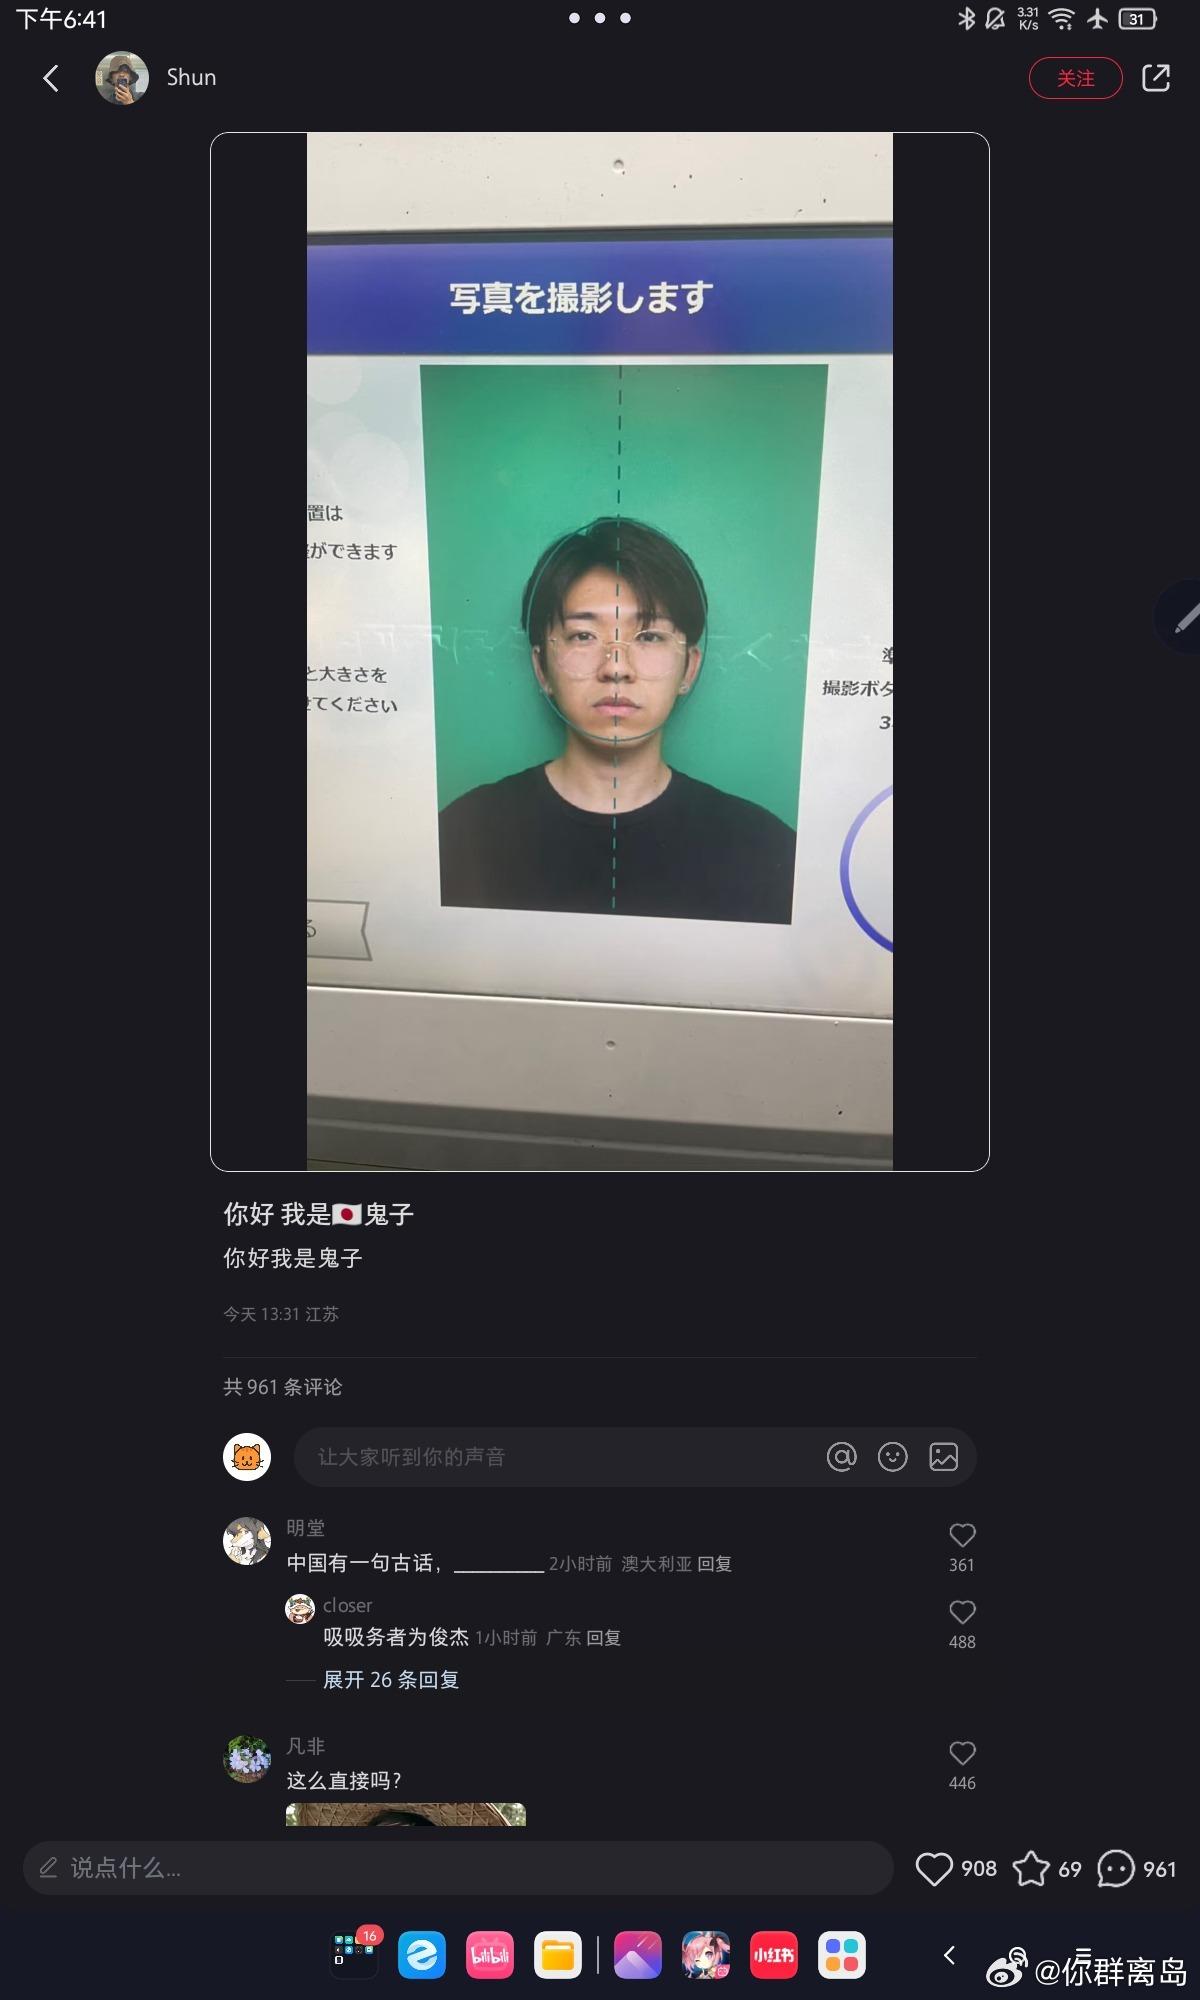 下午6:41
3.31
K/s
31
Shun
关注
写真を撮影します
置は
ができます
と大きさを
せてください
撮影ボタ
3
る
你好 我是🇯🇵鬼子
你好我是鬼子
今天 13:31 江苏
共 961 条评论
让大家听到你的声音
明堂
中国有一句古话，________ 2小时前 澳大利亚 回复
361
closer
吸吸务者为俊杰 1小时前 广东 回复
488
展开 26 条回复
凡非
这么直接吗？
446
说点什么...
908
69
961
16
bilibili
小红书
@你群离岛